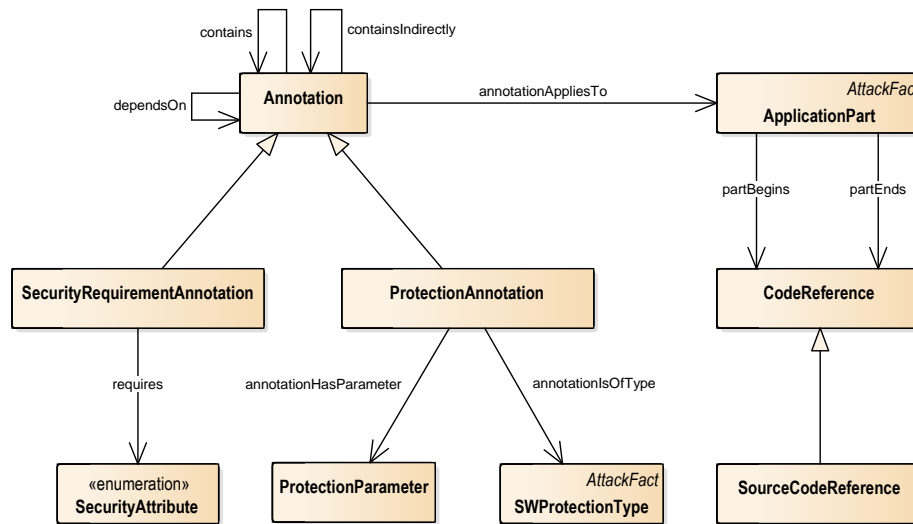 contains
containsIndirectly
Annotation
dependsOn
annotationAppliesTo
AttackFact
ApplicationPart
partBegins
partEnds
SecurityRequirementAnnotation
ProtectionAnnotation
CodeReference
requires
annotationHasParameter
annotationIsOfType
«enumeration»
SecurityAttribute
ProtectionParameter
AttackFact
SWProtectionType
SourceCodeReference